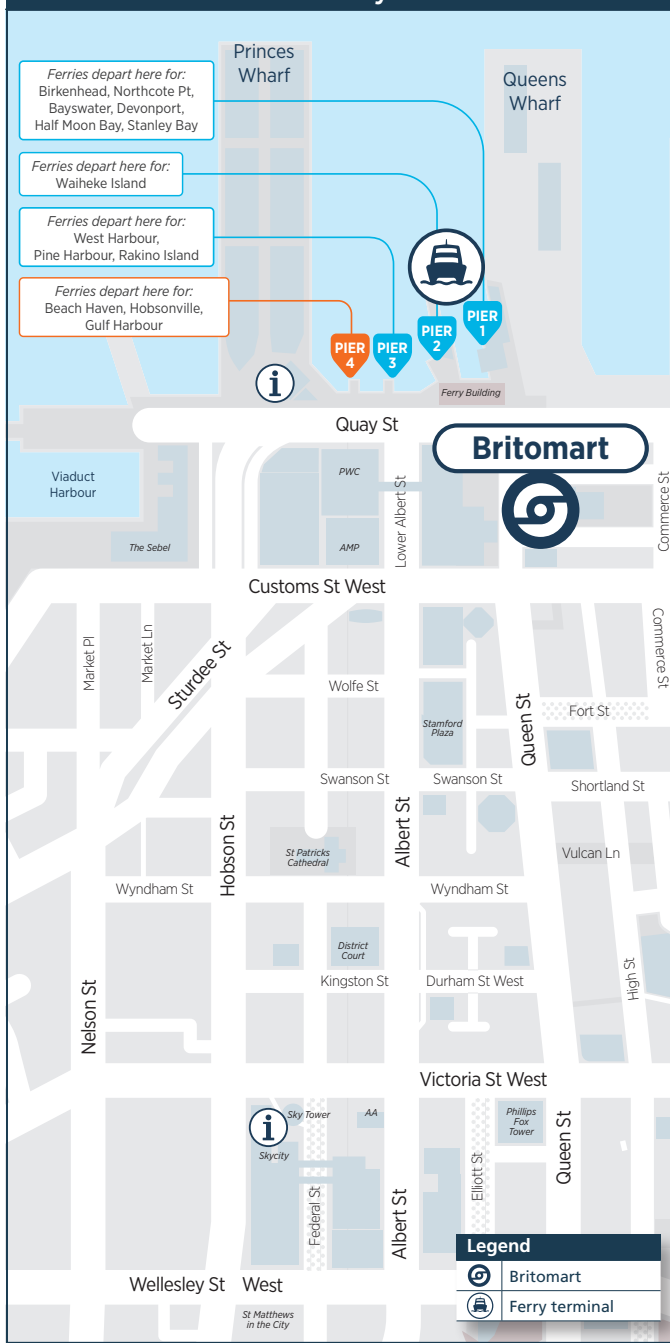 Princes
Wharf
Queens
Wharf
Ferries depart here for:
Birkenhead, Northcote Pt,
Bayswater, Devonport,
Half Moon Bay, Stanley Bay
Ferries depart here for:
Waiheke Island
Ferries depart here for:
West Harbour,
Pine Harbour, Rakino Island
Ferries depart here for:
Beach Haven, Hobsonville,
Gulf Harbour
PIER
1
PIER
2
PIER
3
PIER
4
i
Ferry Building
Quay St
Britomart
Viaduct
Harbour
PWC
Lower Albert St
Commerce St
The Sebel
AMP
Customs St West
Market Pl
Market Ln
Sturdee St
Commerce St
Wolfe St
Stamford
Plaza
Queen St
Fort St
Swanson St
Swanson St
Shortland St
Hobson St
Albert St
St Patricks
Cathedral
Vulcan Ln
Wyndham St
Wyndham St
District
Court
Kingston St
Durham St West
High St
Nelson St
Victoria St West
i
Sky Tower
AA
Phillips
Fox
Tower
Skycity
Federal St
Albert St
Elliott St
Queen St
Legend
Britomart
Ferry terminal
Wellesley St West
St Matthews
in the City